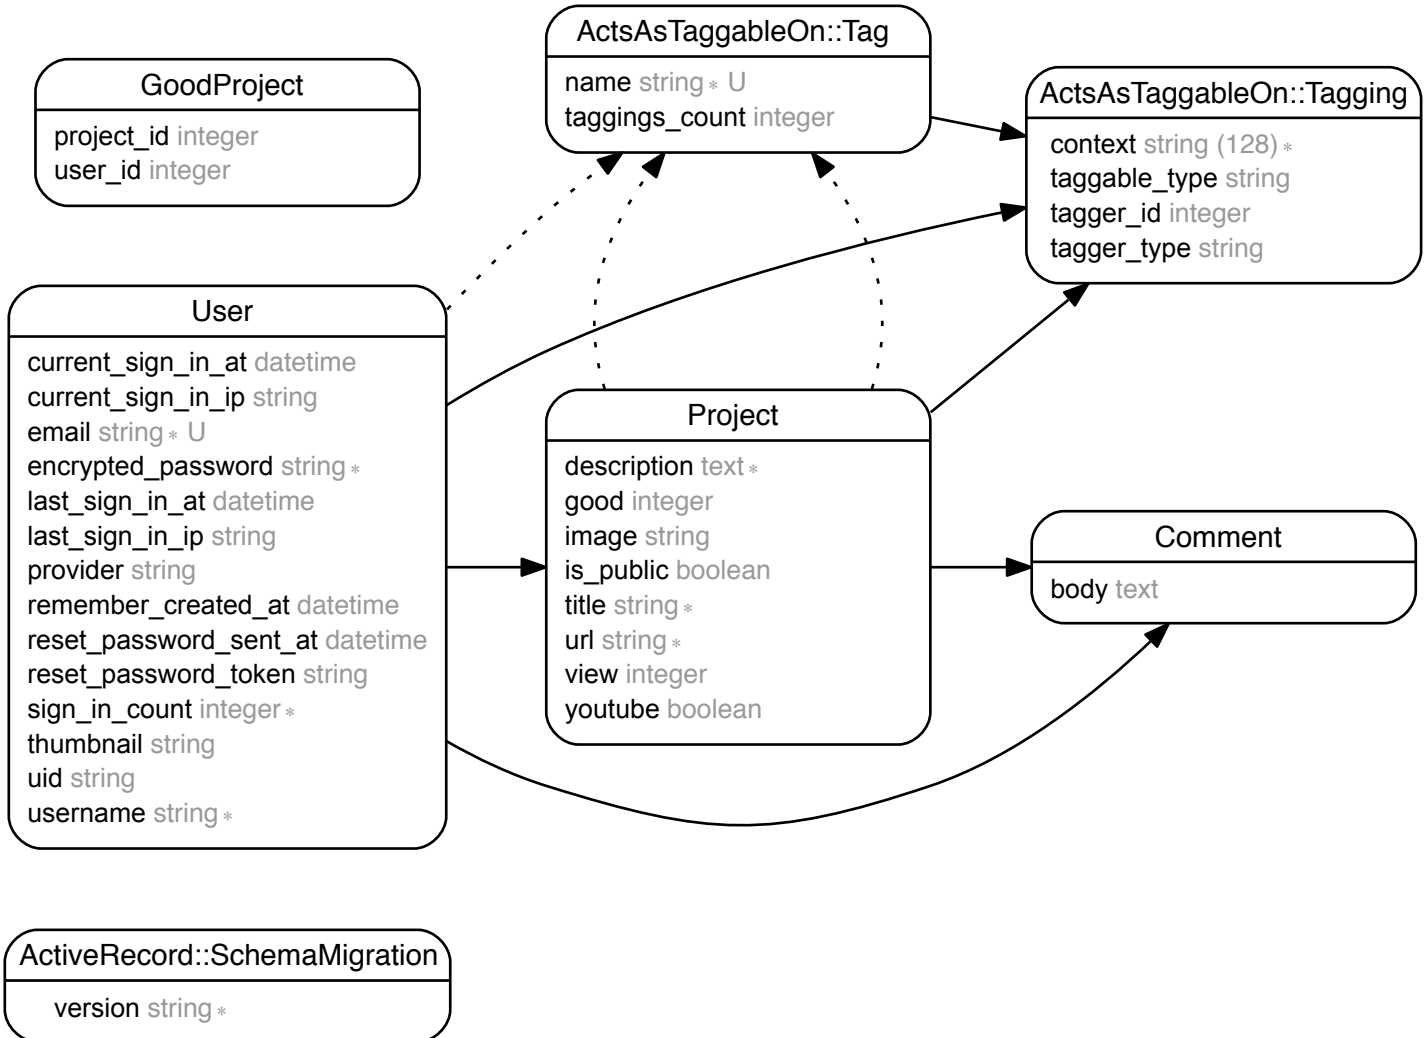 GoodProject
project_id integer
user_id integer
ActsAsTaggableOn::Tag
name string∗ U
taggings_count integer
ActsAsTaggableOn::Tagging
context string (128)∗
taggable_type string
tagger_id integer
tagger_type string
User
current_sign_in_at datetime
current_sign_in_ip string
email string∗ U
encrypted_password string∗
last_sign_in_at datetime
last_sign_in_ip string
provider string
remember_created_at datetime
reset_password_sent_at datetime
reset_password_token string
sign_in_count integer∗
thumbnail string
uid string
username string∗
Project
description text∗
good integer
image string
is_public boolean
title string∗
url string∗
view integer
youtube boolean
Comment
body text
ActiveRecord::SchemaMigration
version string∗